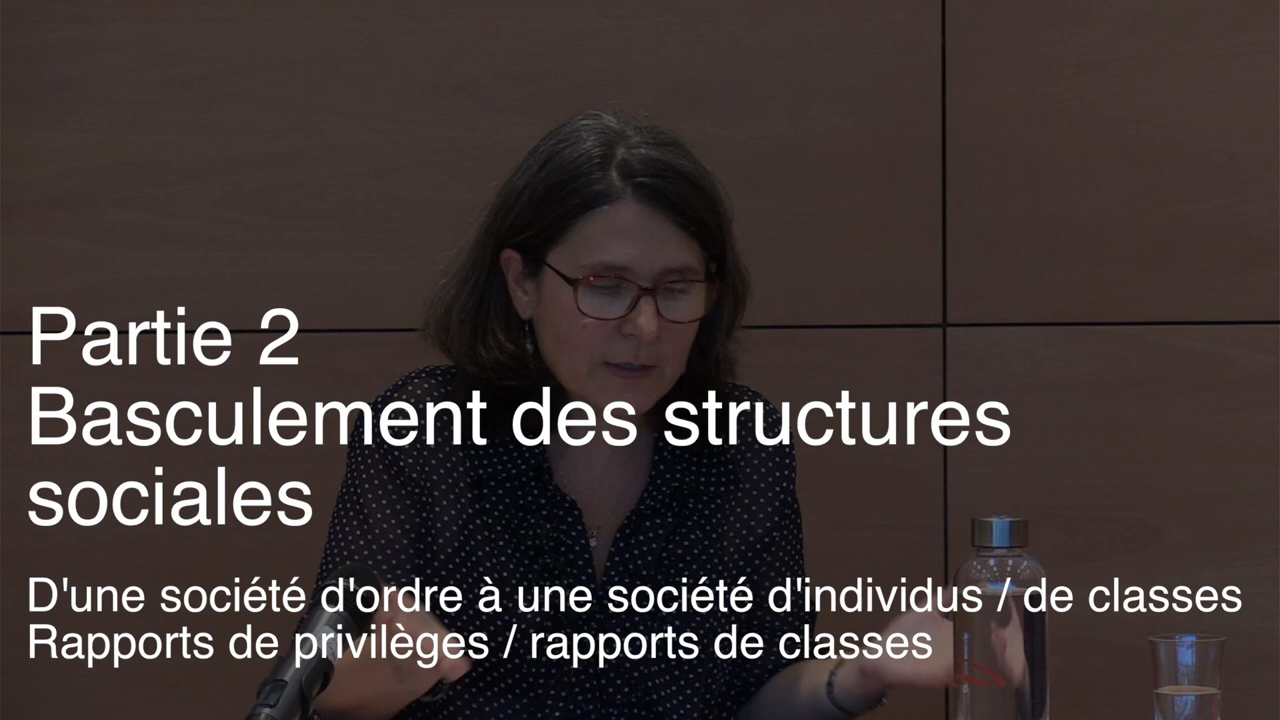 Partie 2
Basculement des structures
sociales
D'une société d'ordre à une société d'individus / de classes
Rapports de privilèges / rapports de classes